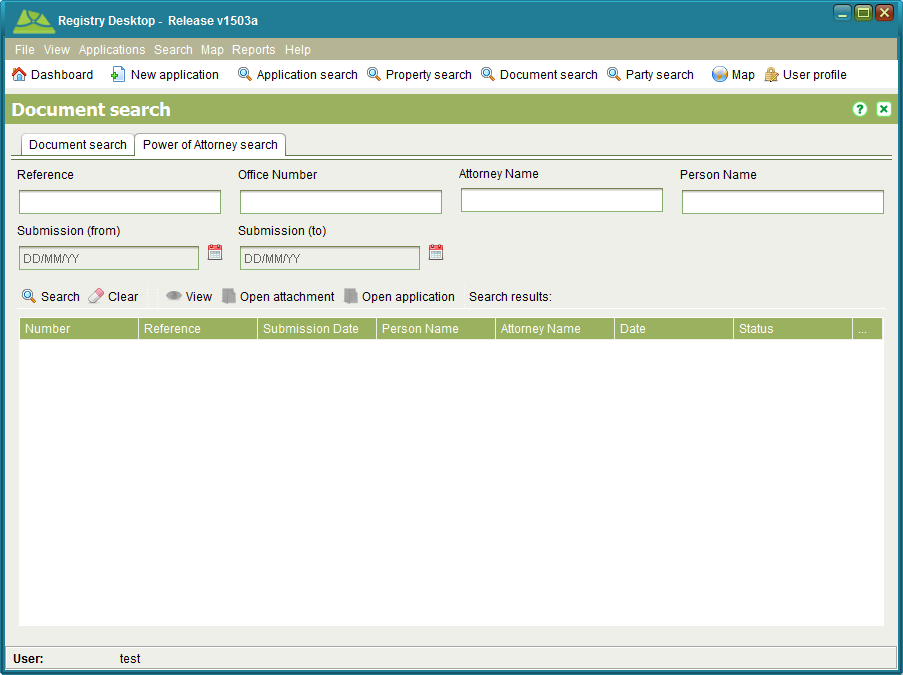 Registry Desktop - Release v1503a
File View Applications Search Map Reports Help
Dashboard New application Application search Property search Document search Party search Map User profile
Document search
Document search Power of Attorney search
Reference Office Number Attorney Name Person Name
Submission (from) Submission (to)
DD/MM/YY DD/MM/YY
Search Clear View Open attachment Open application Search results:
Number Reference Submission Date Person Name Attorney Name Date Status ...
User: test